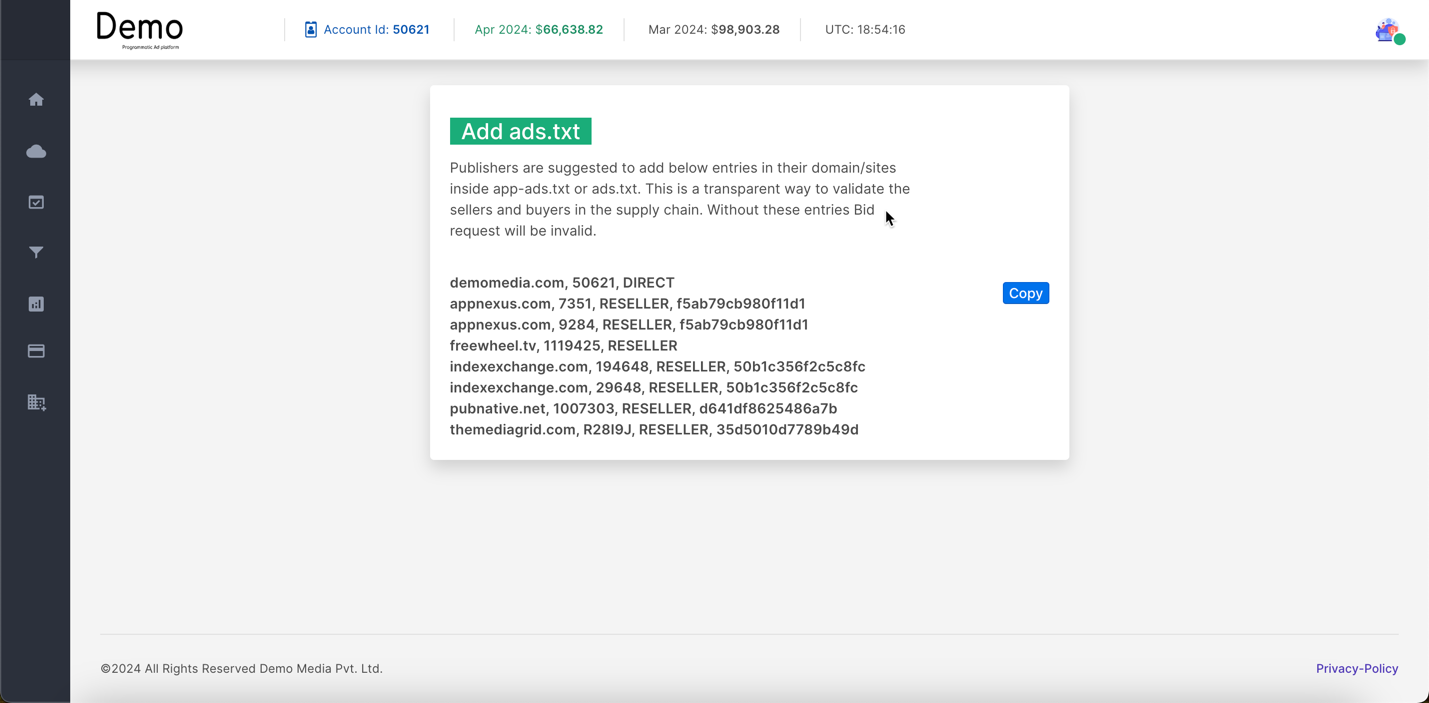 Demo
Programmatic Ad platform
Account Id: 50621
Apr 2024: $66,638.82
Mar 2024: $98,903.28
UTC: 18:54:16
Add ads.txt
Publishers are suggested to add below entries in their domain/sites
inside app-ads.txt or ads.txt. This is a transparent way to validate the
sellers and buyers in the supply chain. Without these entries Bid
request will be invalid.
demomedia.com, 50621, DIRECT
Copy
appnexus.com, 7351, RESELLER, f5ab79cb980f11d1
appnexus.com, 9284, RESELLER, f5ab79cb980f11d1
freewheel.tv, 1119425, RESELLER
indexexchange.com, 194648, RESELLER, 50b1c356f2c5c8fc
indexexchange.com, 29648, RESELLER, 50b1c356f2c5c8fc
pubnative.net, 1007303, RESELLER, d641df8625486a7b
themediagrid.com, R28I9J, RESELLER, 35d5010d7789b49d
©2024 All Rights Reserved Demo Media Pvt. Ltd.
Privacy-Policy